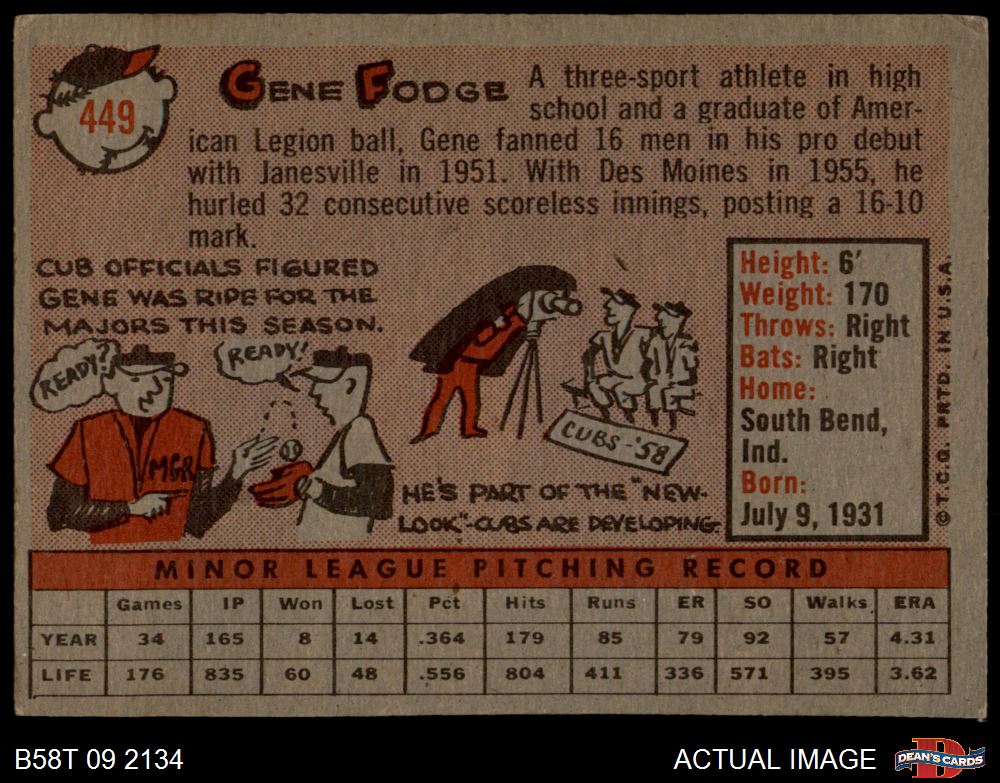 449
GENE FODGE
A three-sport athlete in high
school and a graduate of Amer-
ican Legion ball, Gene fanned 16 men in his pro debut
with Janesville in 1951. With Des Moines in 1955, he
hurled 32 consecutive scoreless innings, posting a 16-10
mark.
CUB OFFICIALS FIGURED
GENE WAS RIPE FOR THE
MAJORS THIS SEASON.
READY?
READY!
MGR
CUBS-'58
HE'S PART OF THE "NEW-
LOOK"-CUBS ARE DEVELOPING.
Height: 6'
Weight: 170
Throws: Right
Bats: Right
Home:
South Bend,
Ind.
Born:
July 9, 1931
© T.C.G. PRTD. IN U.S.A.
MINOR LEAGUE PITCHING RECORD
Games IP Won Lost Pct Hits Runs ER SO Walks ERA
YEAR 34 165 8 14 .364 179 85 79 92 57 4.31
LIFE 176 835 60 48 .556 804 411 336 571 395 3.62
B58T 09 2134
ACTUAL IMAGE
D
DEAN'S CARDS